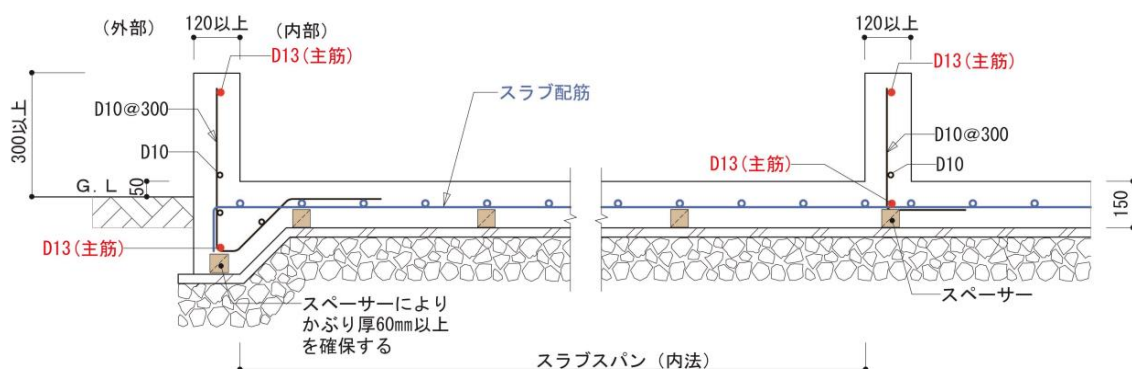 120以上
120以上
(外部)
(内部)
D13(主筋)
D13(主筋)
スラブ配筋
D10@300
D10@300
300以上
D10
D13(主筋)
D10
G.L
50
150
D13(主筋)
スペーサーにより
かぶり厚60㎜以上
を確保する
スペーサー
スラブスパン(内法)